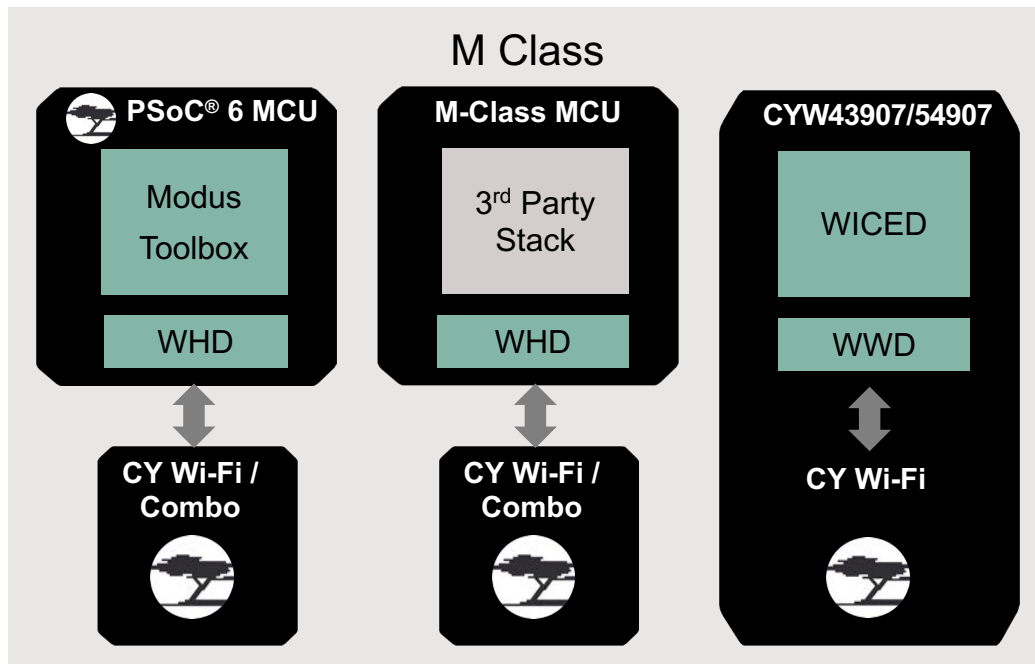 M Class
PSoC® 6 MCU
Modus
Toolbox
WHD
CY Wi-Fi /
Combo
M-Class MCU
3rd Party
Stack
WHD
CY Wi-Fi /
Combo
CYW43907/54907
WICED
WWD
CY Wi-Fi